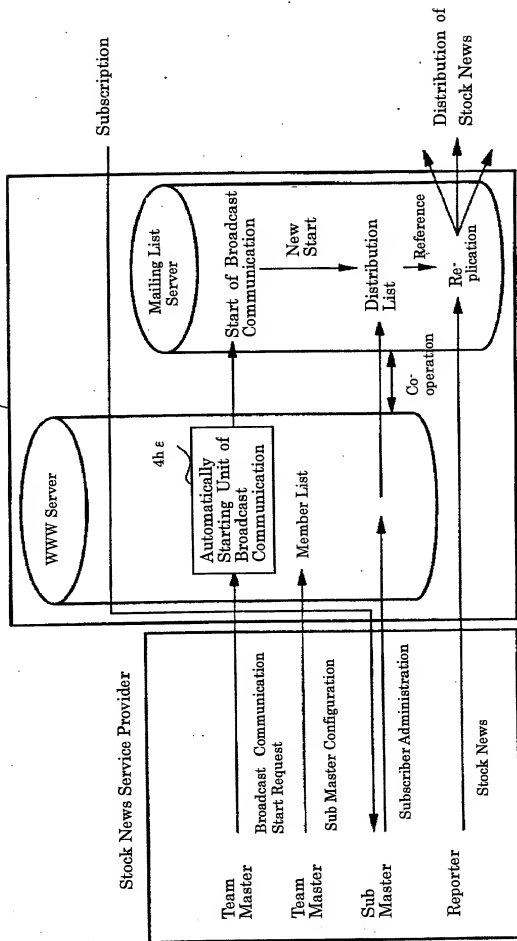 Stock News Service Provider
Team
Master
Broadcast Communication
Start Request
Team
Master
Sub Master Configuration
Sub
Master
Subscriber Administration
Reporter
Stock News
WWW Server
4h ε
Automatically
Starting Unit of
Broadcast
Communication
Member List
Co-
operation
Mailing List
Server
Start of Broadcast
Communication
New
Start
Distribution
List
Reference
Re-
plication
Subscription
Distribution of
Stock News